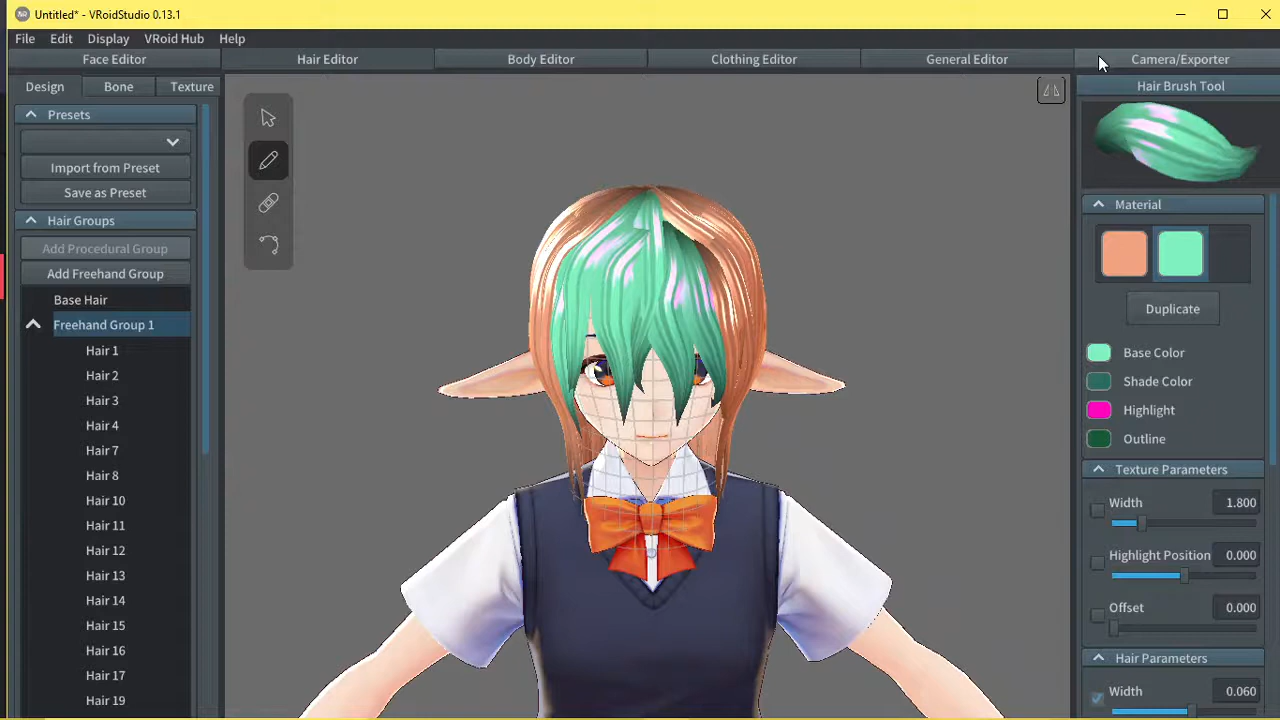 Untitled* - VRoidStudio 0.13.1
File Edit Display VRoid Hub Help
Face Editor Hair Editor Body Editor Clothing Editor General Editor Camera/Exporter
Design Bone Texture
Presets
Import from Preset
Save as Preset
Hair Groups
Add Procedural Group
Add Freehand Group
Base Hair
Freehand Group 1
Hair 1
Hair 2
Hair 3
Hair 4
Hair 7
Hair 8
Hair 10
Hair 11
Hair 12
Hair 13
Hair 14
Hair 15
Hair 16
Hair 17
Hair 19
Hair Brush Tool
Material
Duplicate
Base Color
Shade Color
Highlight
Outline
Texture Parameters
Width 1.800
Highlight Position 0.000
Offset 0.000
Hair Parameters
Width 0.060